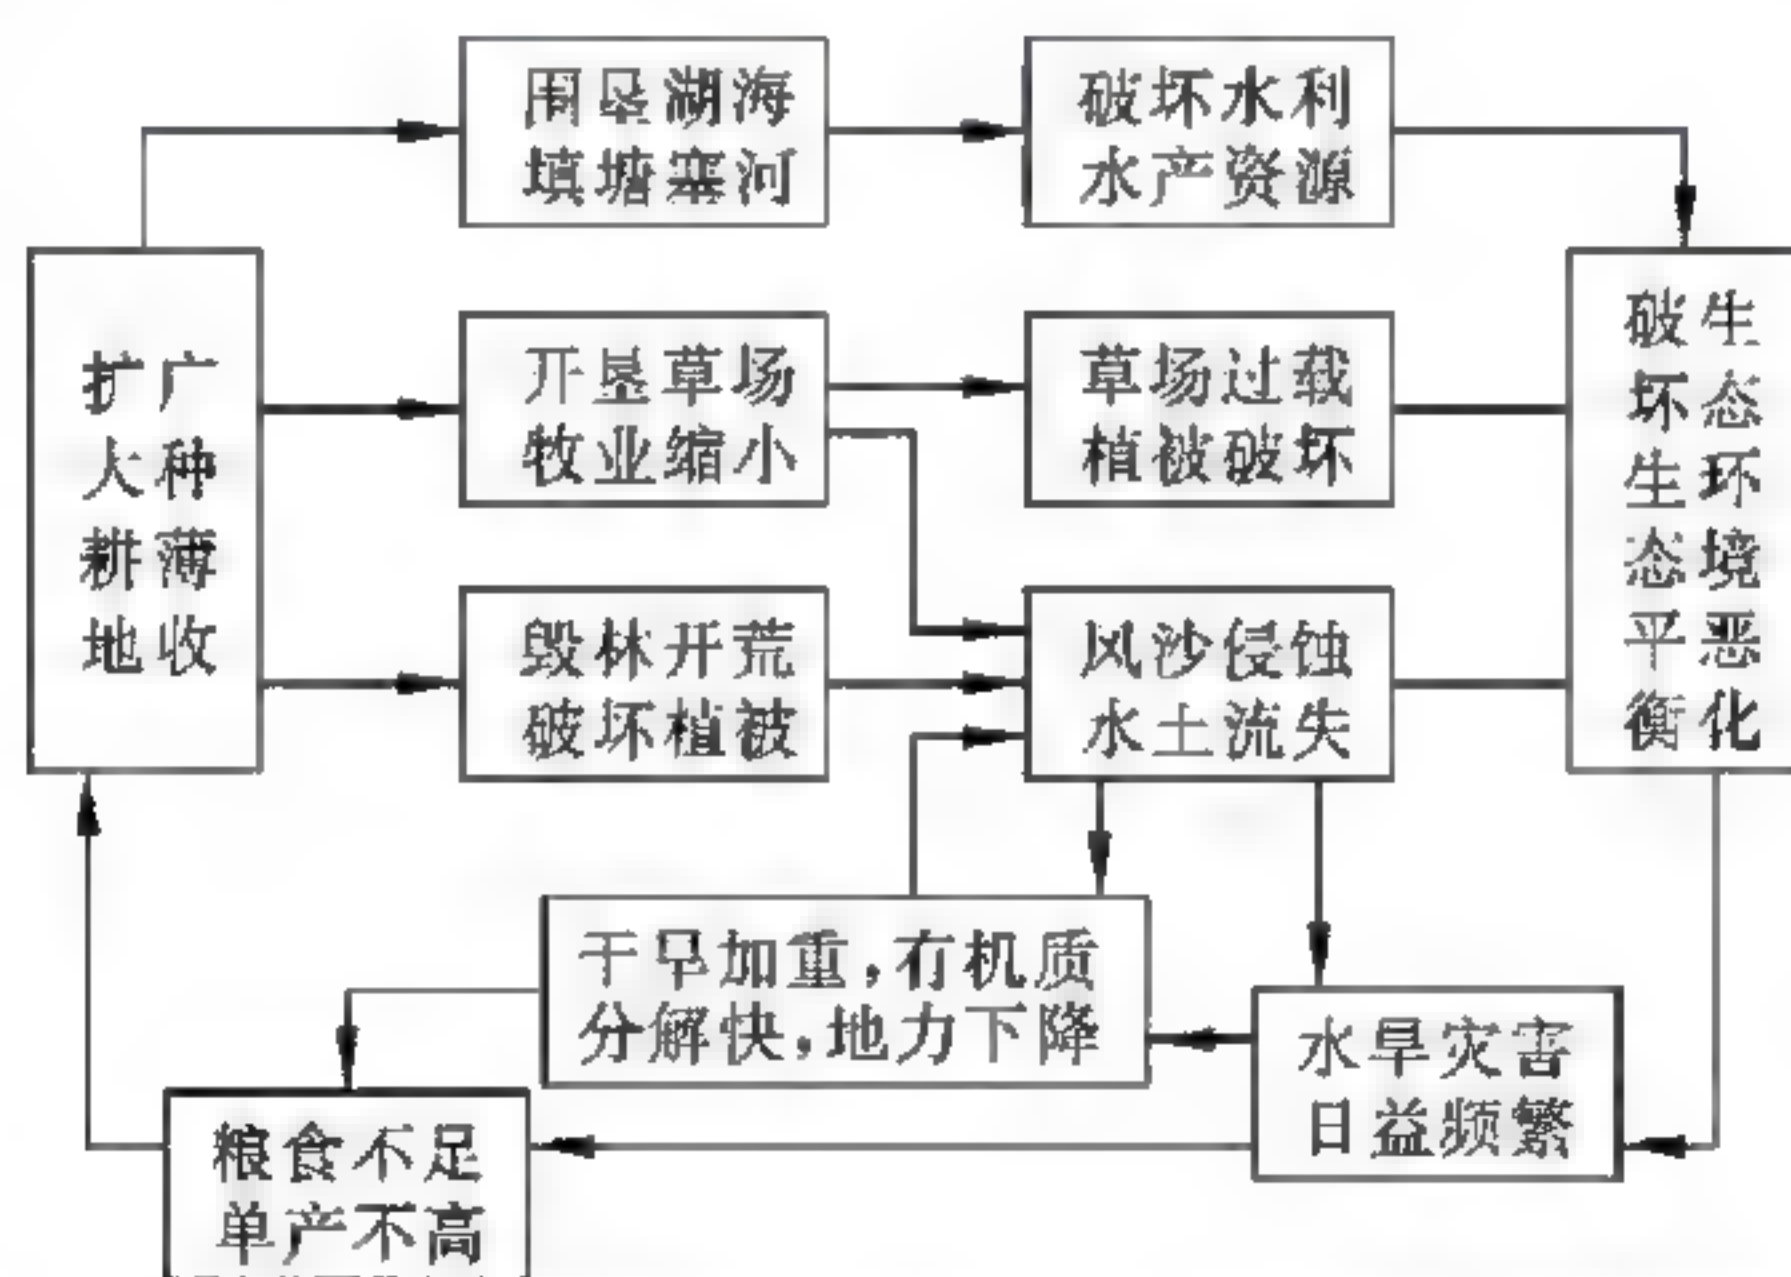 围垦湖海
填塘塞河
破坏水利
水产资源
扩大耕地
广种薄收
开垦草场
牧业缩小
草场过载
植被破坏
破坏生态平衡
生态环境恶化
毁林开荒
破坏植被
风沙侵蚀
水土流失
干旱加重，有机质
分解快，地力下降
水旱灾害
日益频繁
粮食不足
单产不高